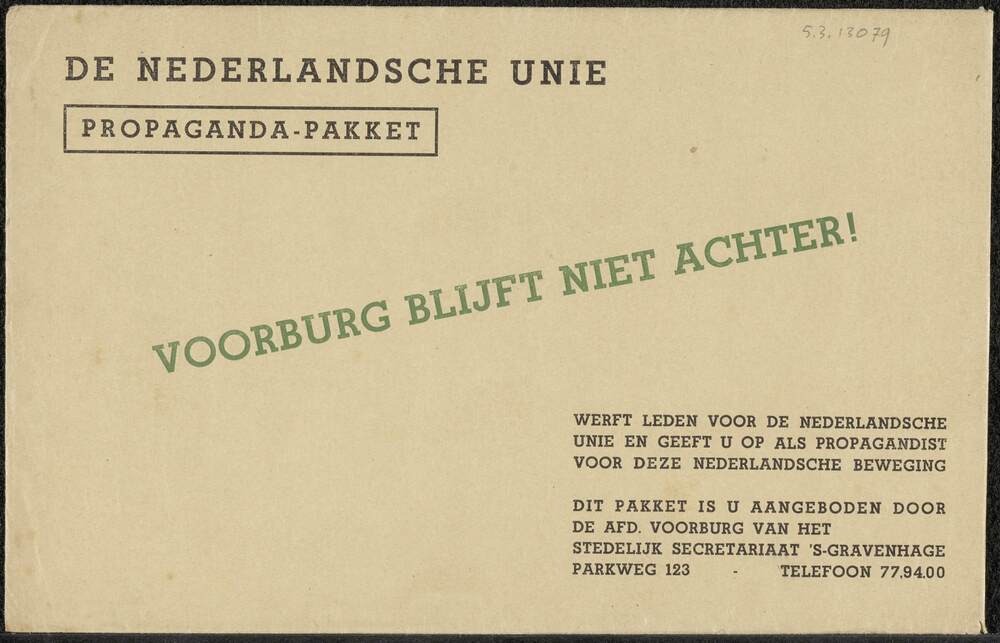 5.3.13079
DE NEDERLANDSCHE UNIE
PROPAGANDA-PAKKET
VOORBURG BLIJFT NIET ACHTER!
WERFT LEDEN VOOR DE NEDERLANDSCHE
UNIE EN GEEFT U OP ALS PROPAGANDIST
VOOR DEZE NEDERLANDSCHE BEWEGING
DIT PAKKET IS U AANGEBODEN DOOR
DE AFD. VOORBURG VAN HET
STEDELIJK SECRETARIAAT 'S-GRAVENHAGE
PARKWEG 123 - TELEFOON 77.94.00